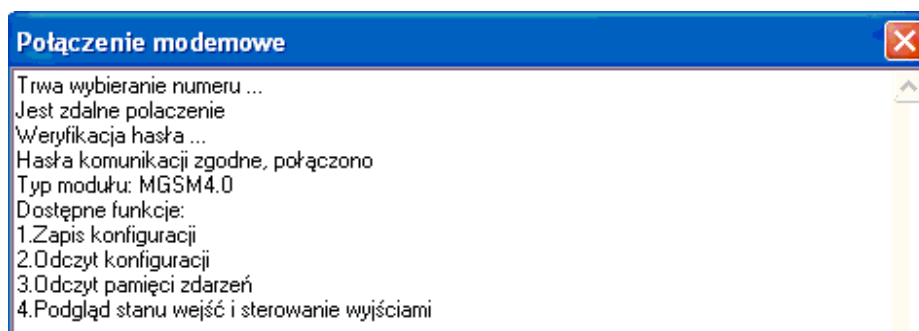 Połączenie modemowe
Trwa wybieranie numeru ...
Jest zdalne polaczenie
Weryfikacja hasła ...
Hasła komunikacji zgodne, połączono
Typ modułu: MGSM4.0
Dostępne funkcje:
1.Zapis konfiguracji
2.Odczyt konfiguracji
3.Odczyt pamięci zdarzeń
4.Podgląd stanu wejść i sterowanie wyjściami